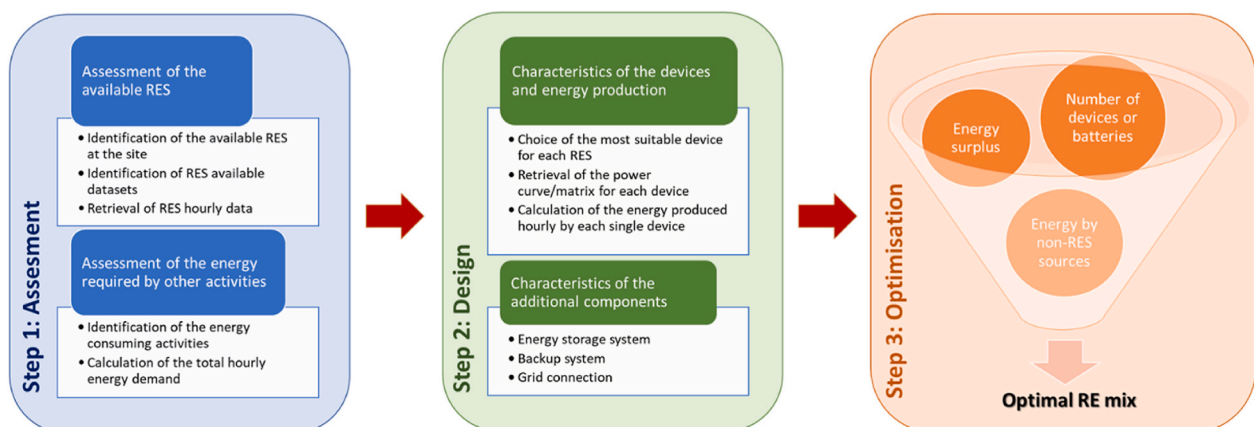 Step 1: Assessment
Assessment of the
available RES
• Identification of the available RES
at the site
• Identification of RES available
datasets
• Retrieval of RES hourly data
Assessment of the energy
required by other activities
• Identification of the energy
consuming activities
• Calculation of the total hourly
energy demand
Step 2: Design
Characteristics of the devices
and energy production
• Choice of the most suitable device
for each RES
• Retrieval of the power
curve/matrix for each device
• Calculation of the energy produced
hourly by each single device
Characteristics of the
additional components
• Energy storage system
• Backup system
• Grid connection
Step 3: Optimisation
Energy
surplus
Number of
devices or
batteries
Energy by
non-RES
sources
Optimal RE mix